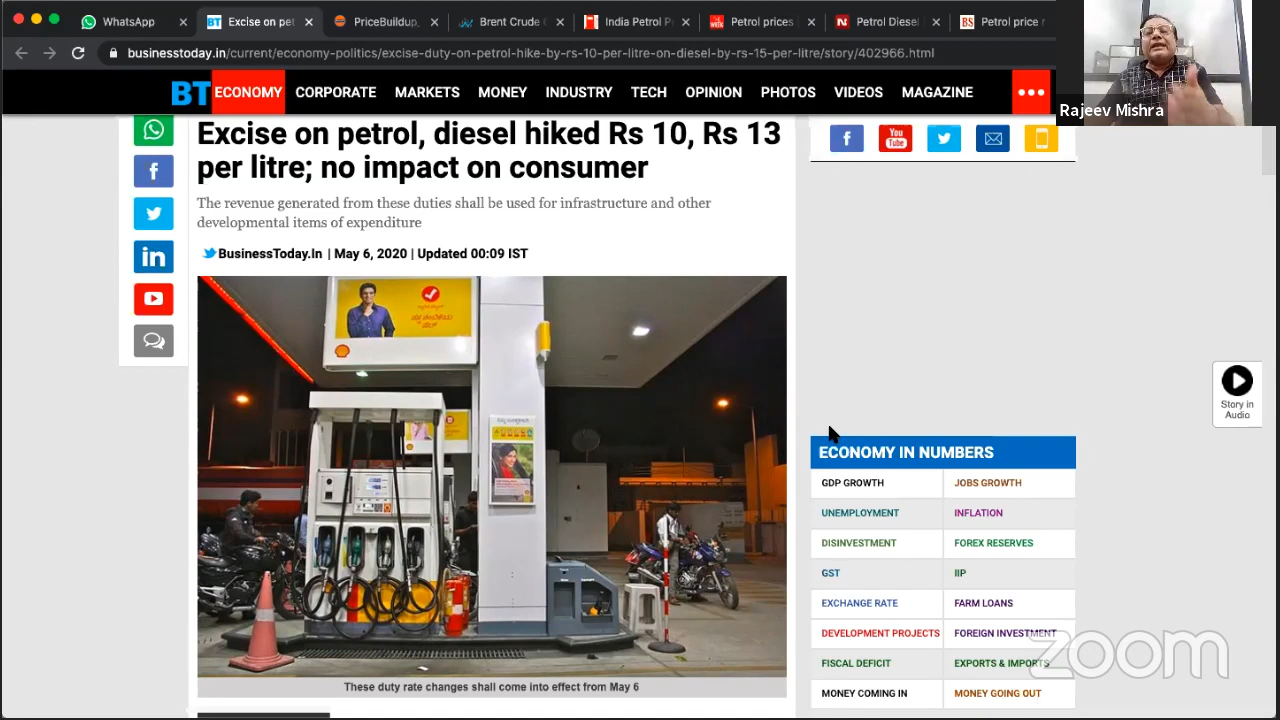 WhatsApp
Excise on pet
PriceBuildup_
Brent Crude
India Petrol P
Petrol prices
Petrol Diesel
BS
Petrol price r
businesstoday.in/current/economy-politics/excise-duty-on-petrol-hike-by-rs-10-per-litre-on-diesel-by-rs-15-per-litre/story/402966.html
Rajeev Mishra
BT
ECONOMY
CORPORATE
MARKETS
MONEY
INDUSTRY
TECH
OPINION
PHOTOS
VIDEOS
MAGAZINE
Excise on petrol, diesel hiked Rs 10, Rs 13
per litre; no impact on consumer
The revenue generated from these duties shall be used for infrastructure and other
developmental items of expenditure
BusinessToday.In | May 6, 2020 | Updated 00:09 IST
You
Tube
Story in
Audio
ECONOMY IN NUMBERS
GDP GROWTH
JOBS GROWTH
UNEMPLOYMENT
INFLATION
DISINVESTMENT
FOREX RESERVES
GST
IIP
EXCHANGE RATE
FARM LOANS
DEVELOPMENT PROJECTS
FOREIGN INVESTMENT
FISCAL DEFICIT
EXPORTS & IMPORTS
MONEY COMING IN
MONEY GOING OUT
These duty rate changes shall come into effect from May 6
zoom